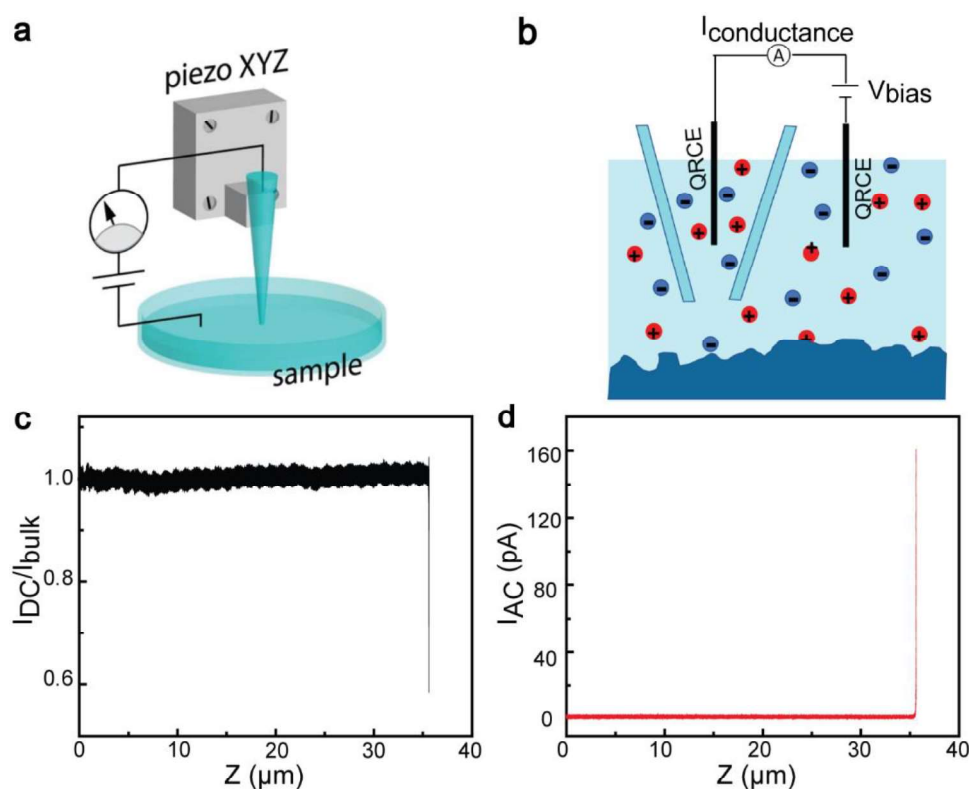 a
piezo XYZ
sample
b
Iconductance
A
Vbias
QRCE
QRCE
c
IDC/Ibulk
1.0
0.8
0.6
0
10
20
30
40
Z (μm)
d
IAC (pA)
160
120
80
40
0
0
10
20
30
40
Z (μm)